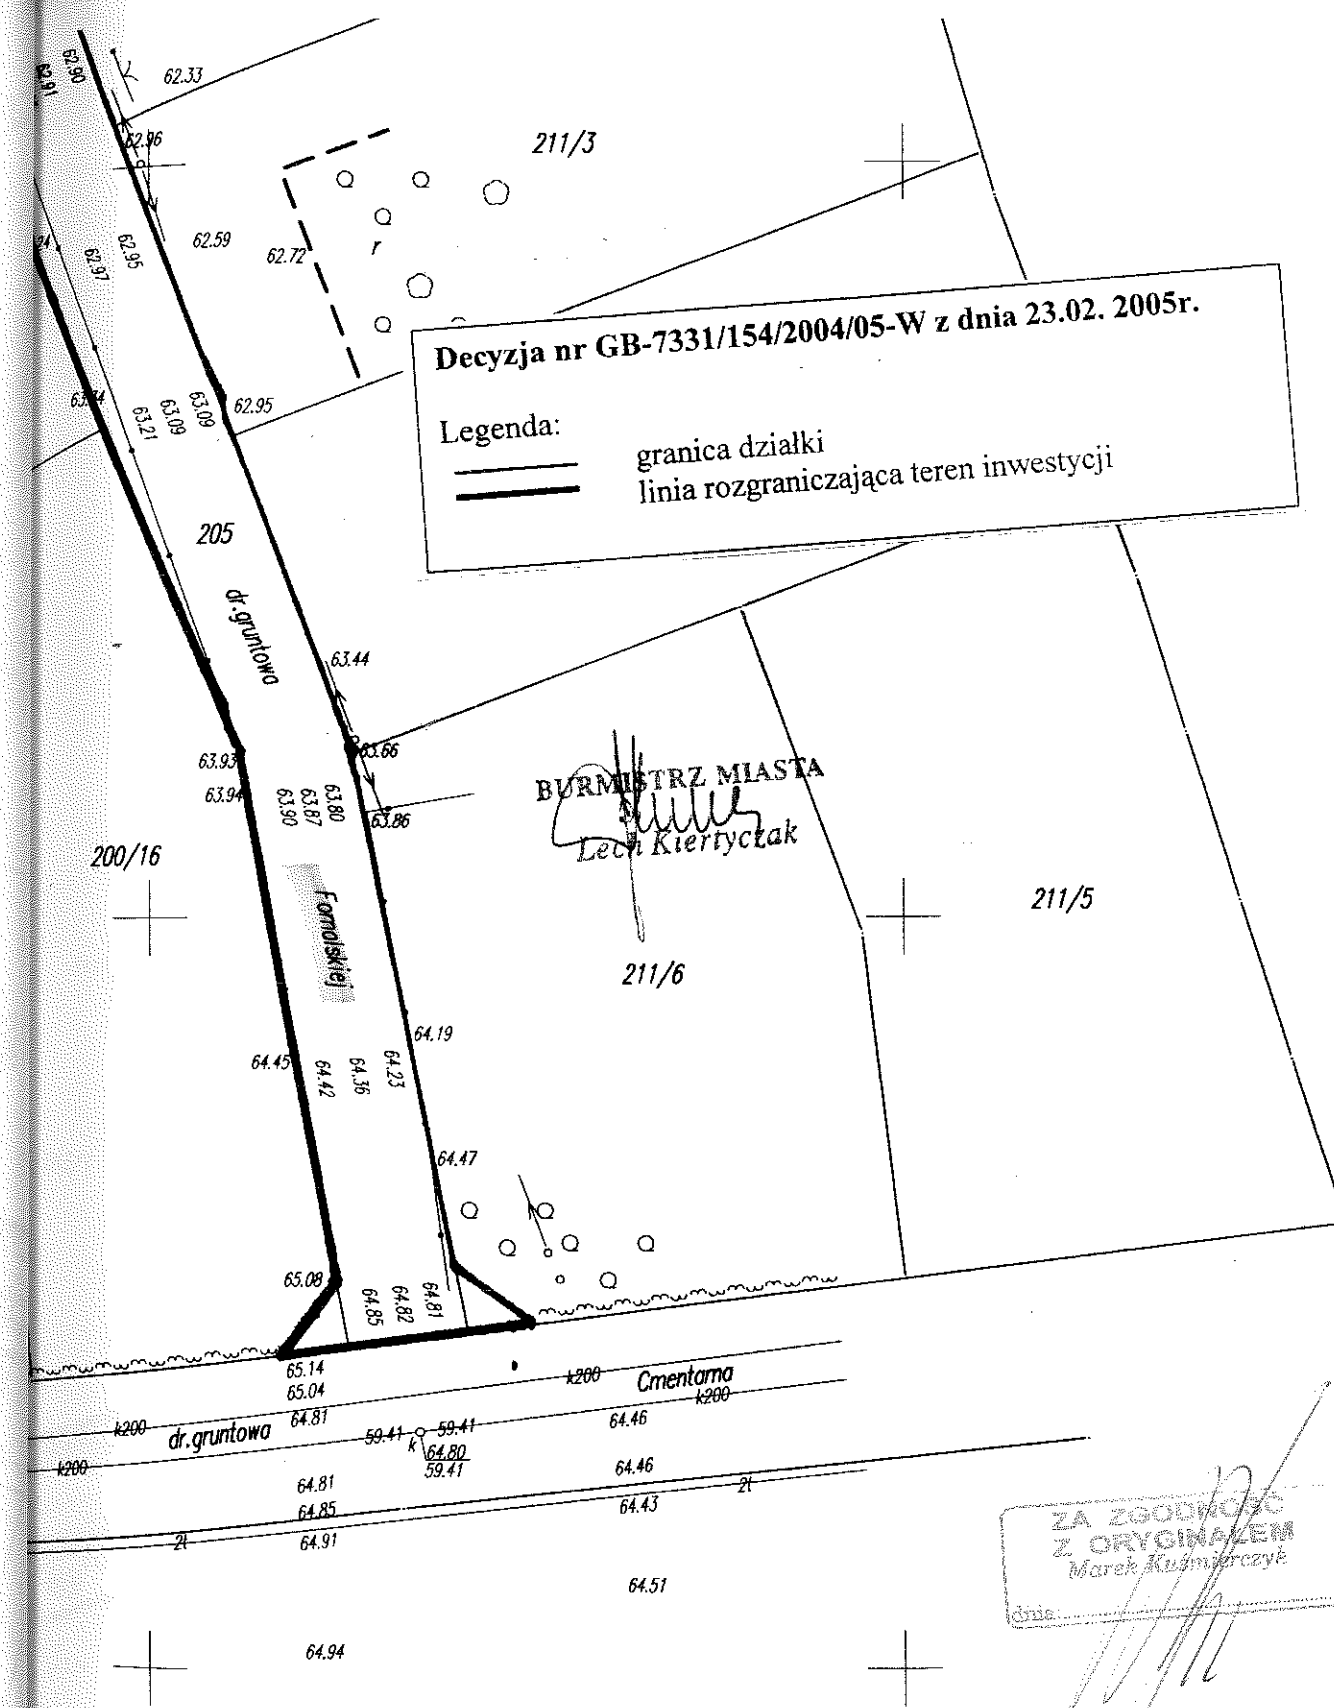 62.90
62.91
62.33
62.96
211/3
62.59
62.72
r
24
62.97
62.95
Decyzja nr GB-7331/154/2004/05-W z dnia 23.02. 2005r.
Legenda:
granica działki
linia rozgraniczająca teren inwestycji
63.21
63.09
63.09
62.95
205
dr.gruntowa
63.44
63.66
63.93
63.94
63.90
63.87
63.80
63.86
BURMISTRZ MIASTA
Lech Kiertyczak
200/16
Fornalskiej
211/5
211/6
64.19
64.45
64.42
64.36
64.23
64.47
65.08
64.85
64.82
64.81
65.14
65.04
64.81
k200
Cmentarna
k200
k200
dr.gruntowa
59.41
59.41
64.46
k
64.80
59.41
k200
64.81
64.46
64.85
64.43
2t
2t
64.91
64.51
64.94
ZA ZGODNOŚĆ
Z ORYGINAŁEM
Marek Kuśmierczyk
dnia